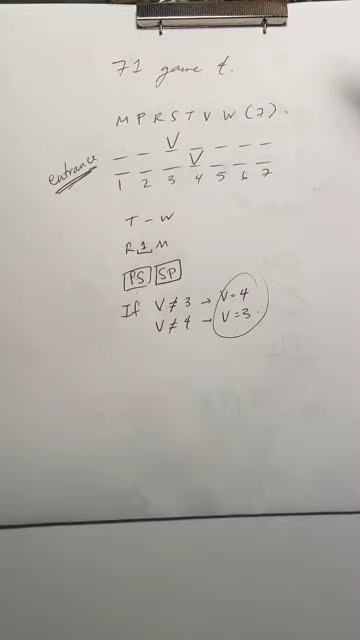 71 game 4.
M P R S T V W (7).
_ _ V _ _ _ _
entrance
_ _ _ V _ _ _
1 2 3 4 5 6 7
T - W
R 1 M
PS SP
If V ≠ 3 → V = 4
V ≠ 4 → V = 3.